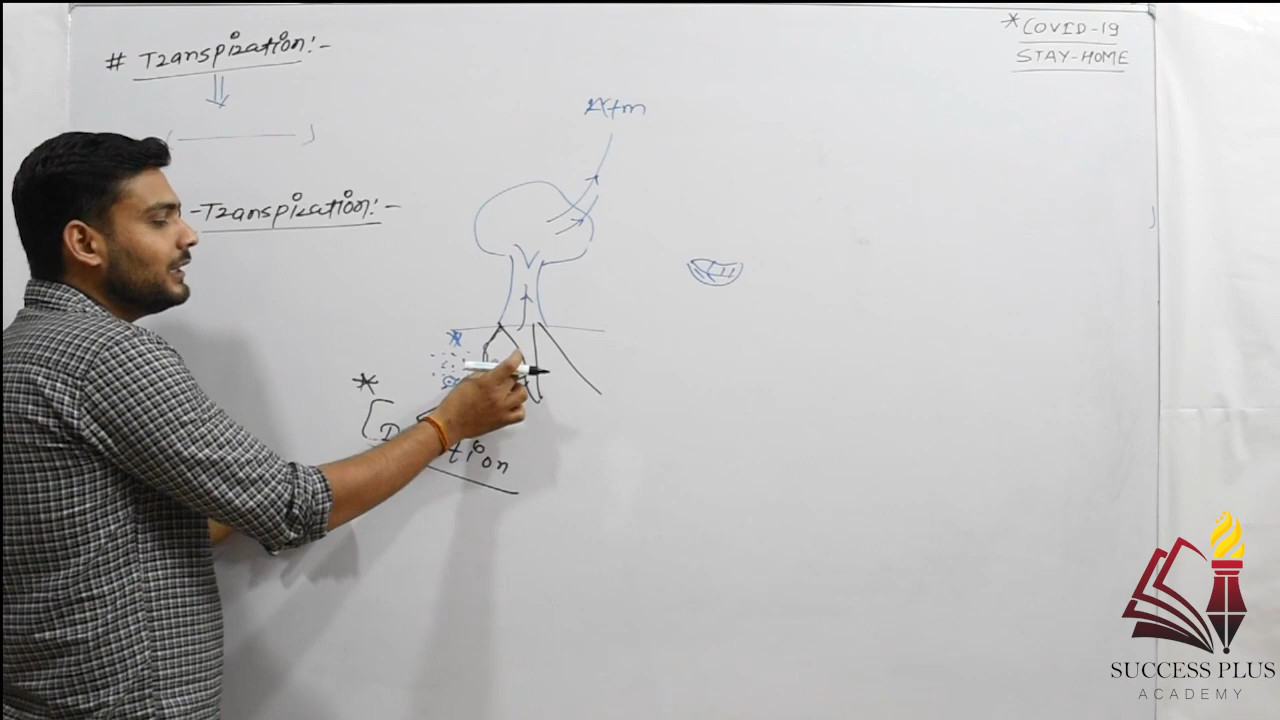 # Transpiration:-
* COVID-19
STAY-HOME
Atm
-Transpiration:-
*
*
SUCCESS PLUS
ACADEMY